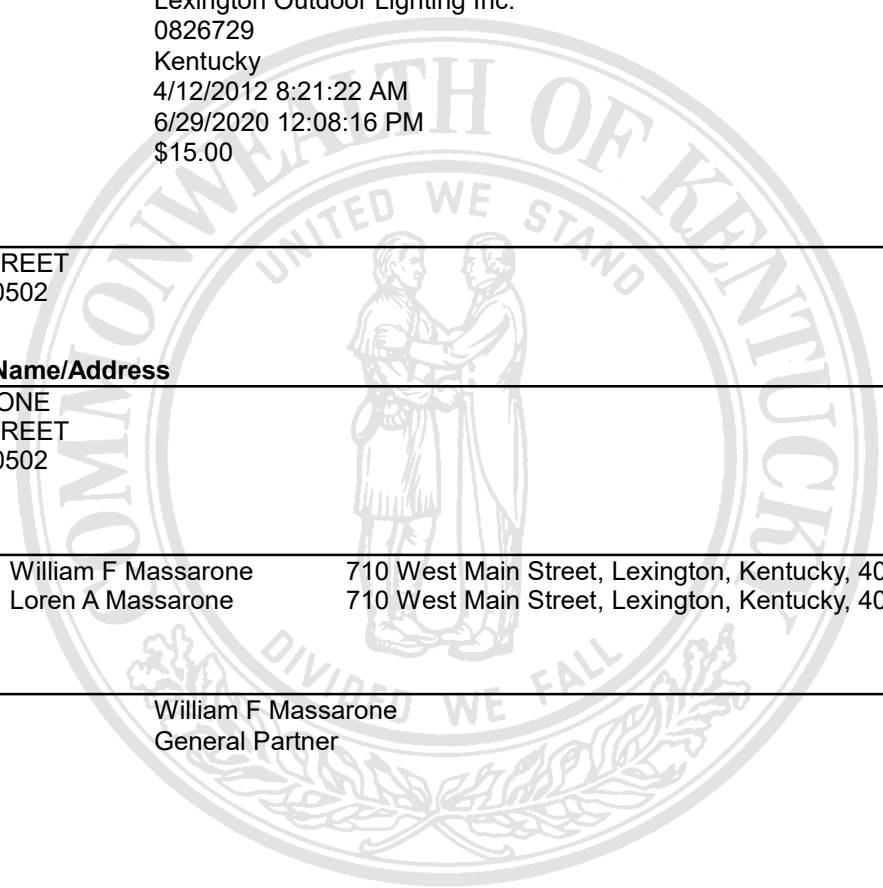 Lexington Outdoor Lighting Inc.
0826729
Kentucky
4/12/2012 8:21:22 AM
6/29/2020 12:08:16 PM
$15.00
COMMONWEALTH OF KENTUCKY
UNITED WE STAND
REET
0502
Name/Address
ONE
REET
0502
William F Massarone 710 West Main Street, Lexington, Kentucky, 40
Loren A Massarone 710 West Main Street, Lexington, Kentucky, 40
DIVIDED WE FALL
William F Massarone
General Partner